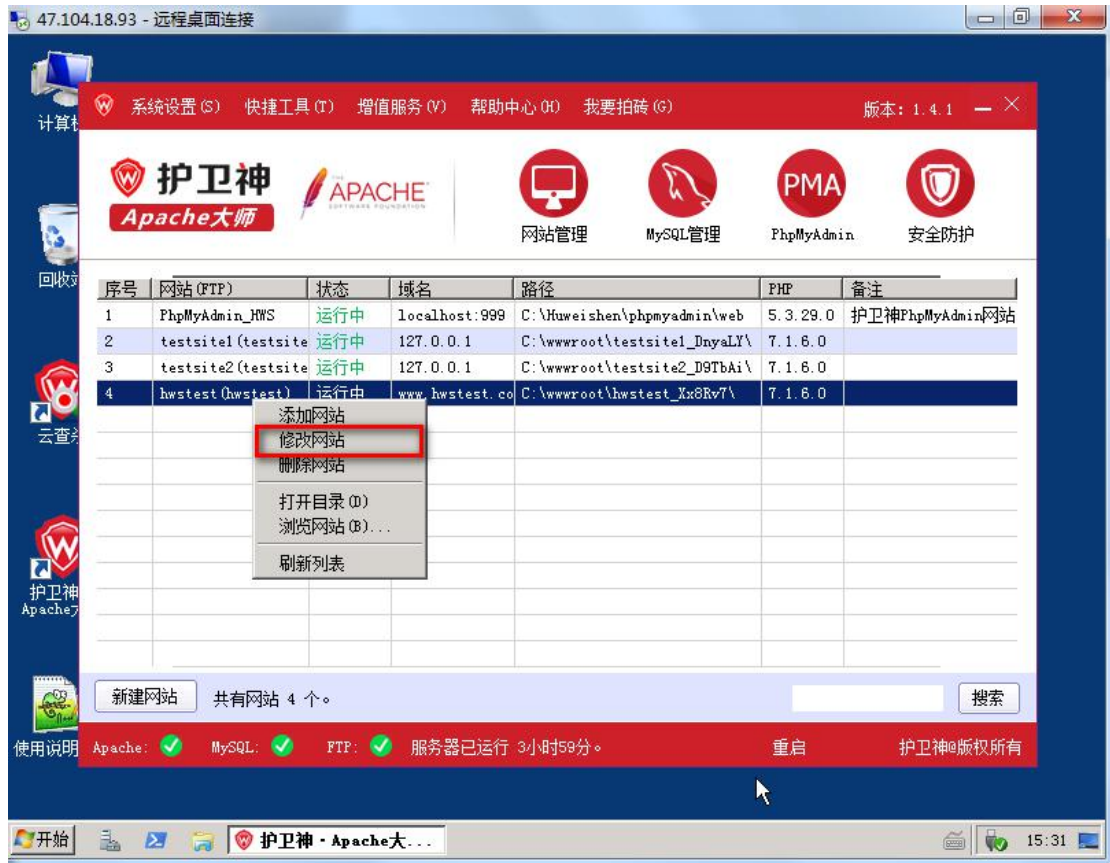 47.104.18.93 - 远程桌面连接
系统设置(S) 快捷工具(T) 增值服务(V) 帮助中心(H) 我要拍砖(G) 版本: 1.4.1
计算机
护卫神
Apache大师
THE
APACHE
SOFTWARE FOUNDATION
PMA
网站管理 MySQL管理 PhpMyAdmin 安全防护
回收站
序号 网站(FTP) 状态 域名 路径 PHP 备注
1 PhpMyAdmin_HWS 运行中 localhost:999 C:\Huweishen\phpmyadmin\web 5.3.29.0 护卫神PhpMyAdmin网站
2 testsite1(testsite 运行中 127.0.0.1 C:\wwwroot\testsite1_DnyaLY\ 7.1.6.0
3 testsite2(testsite 运行中 127.0.0.1 C:\wwwroot\testsite2_D9TbAi\ 7.1.6.0
4 hwstest(hwstest) 运行中 www.hwstest.co C:\wwwroot\hwstest_Xx8Rv7\ 7.1.6.0
添加网站
修改网站
删除网站
打开目录(D)
浏览网站(B)...
刷新列表
云查杀
护卫神
Apache大
新建网站 共有网站 4 个。 搜索
使用说明 Apache: MySQL: FTP: 服务器已运行 3小时59分。 重启 护卫神@版权所有
开始 护卫神·Apache大... 15:31